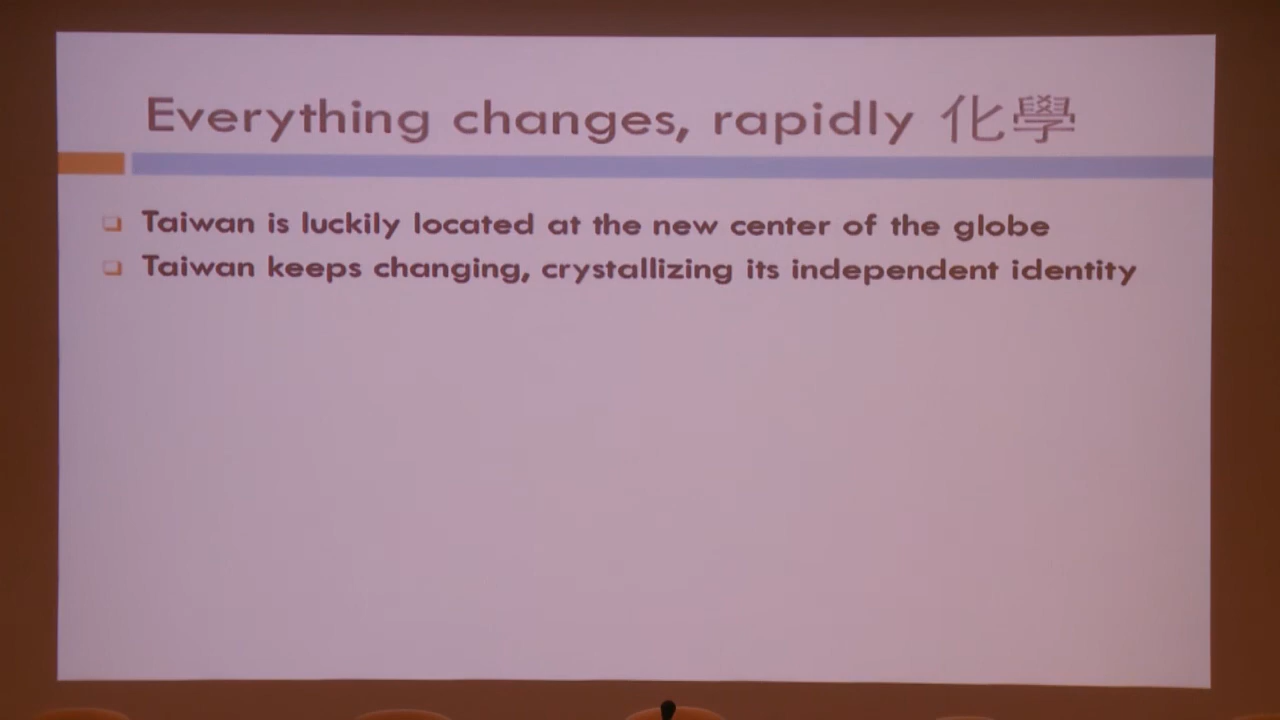 Everything changes, rapidly 化學
Taiwan is luckily located at the new center of the globe
Taiwan keeps changing, crystallizing its independent identity